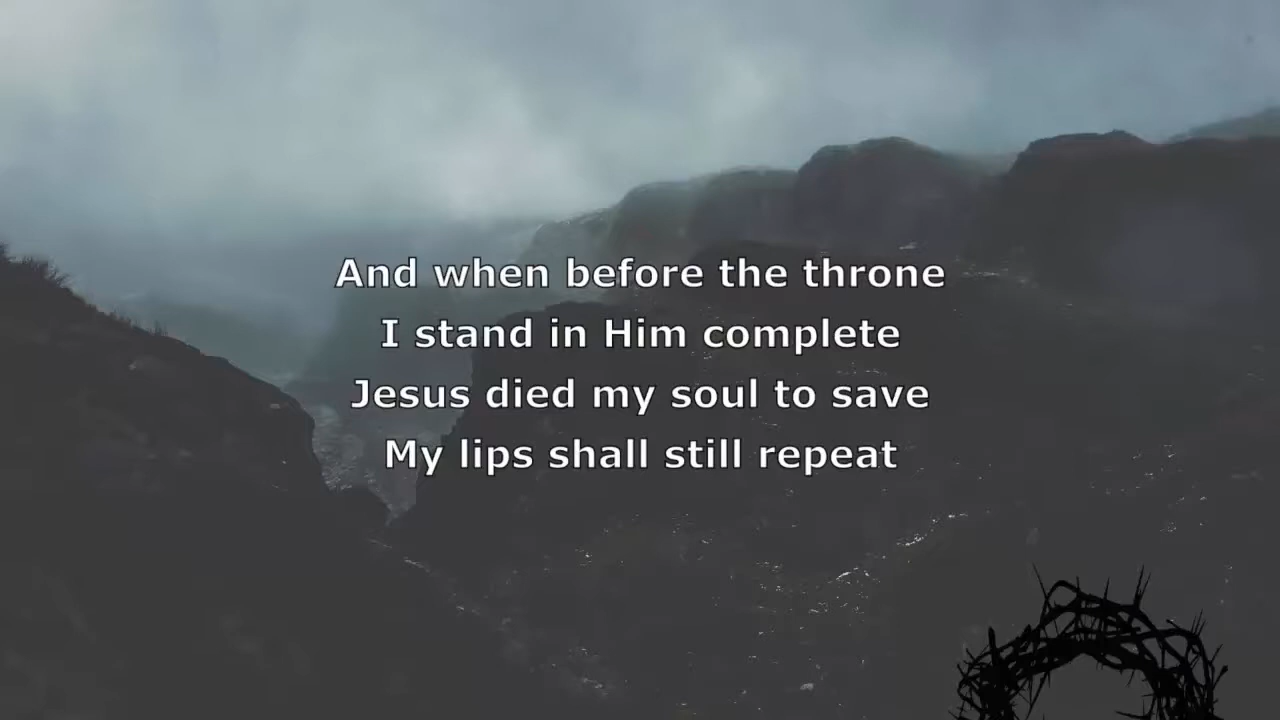 And when before the throne
I stand in Him complete
Jesus died my soul to save
My lips shall still repeat